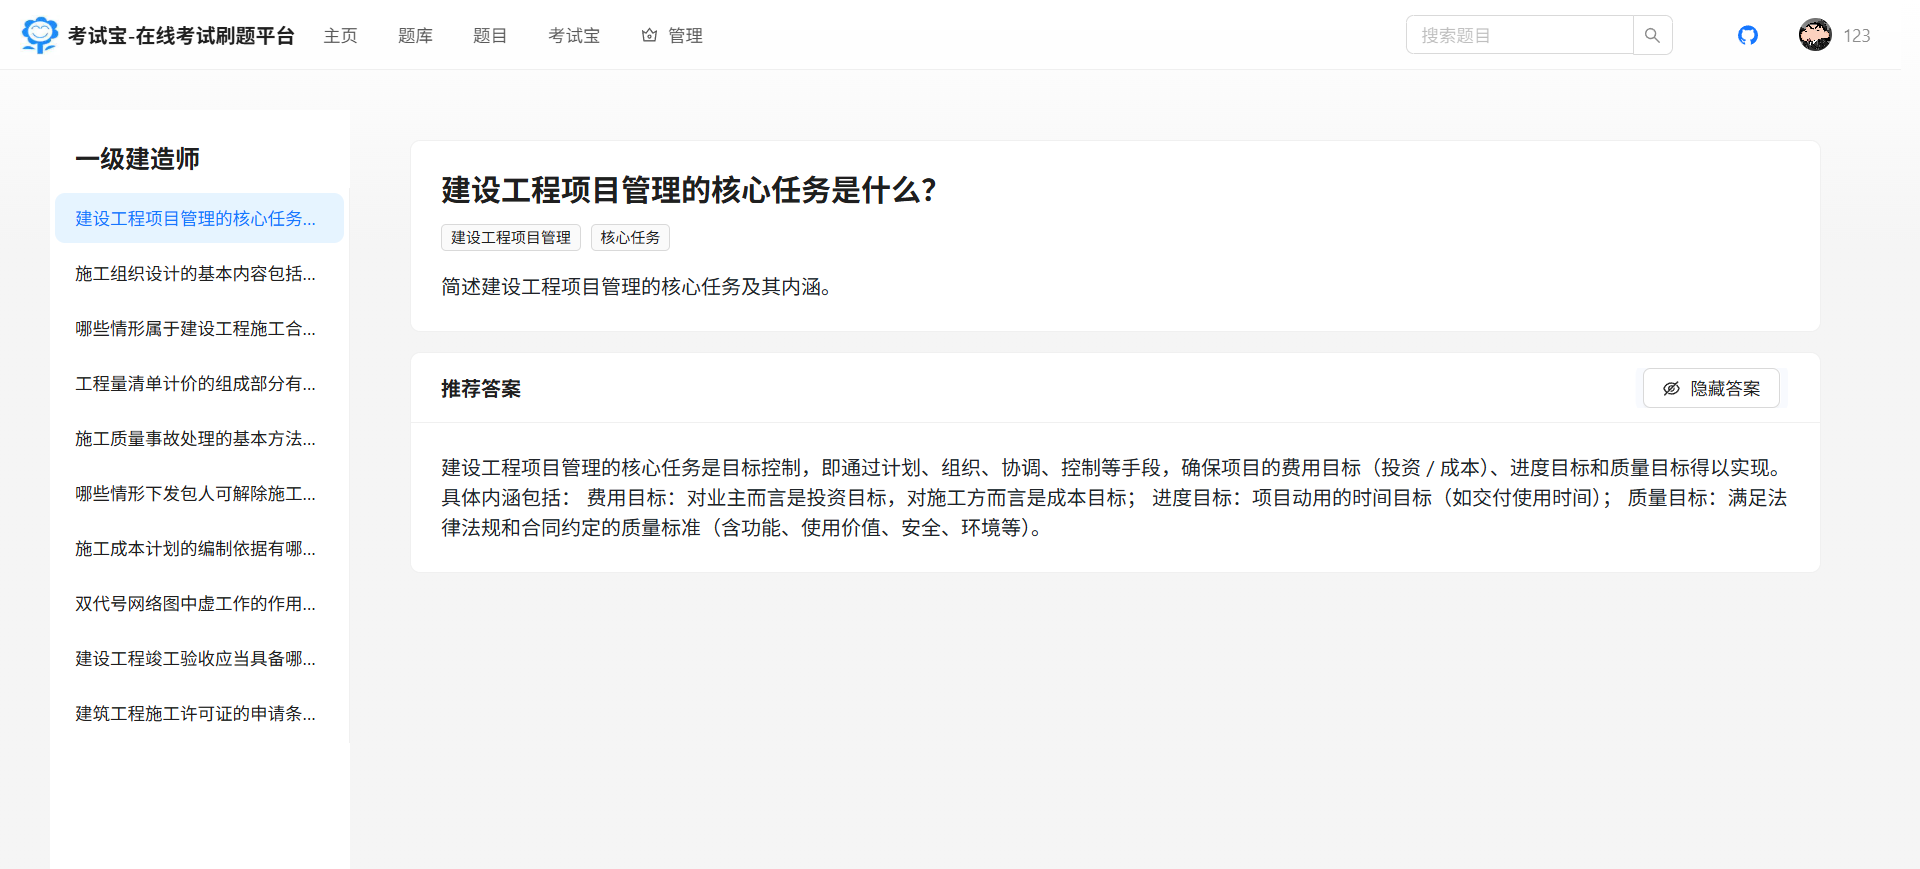 考试宝-在线考试刷题平台 主页 题库 题目 考试宝 管理 搜索题目 123
一级建造师
建设工程项目管理的核心任务...
施工组织设计的基本内容包括...
哪些情形属于建设工程施工合...
工程量清单计价的组成部分有...
施工质量事故处理的基本方法...
哪些情形下发包人可解除施工...
施工成本计划的编制依据有哪...
双代号网络图中虚工作的作用...
建设工程竣工验收应当具备哪...
建筑工程施工许可证的申请条...
建设工程项目管理的核心任务是什么？
建设工程项目管理 核心任务
简述建设工程项目管理的核心任务及其内涵。
推荐答案 隐藏答案
建设工程项目管理的核心任务是目标控制，即通过计划、组织、协调、控制等手段，确保项目的费用目标（投资 / 成本）、进度目标和质量目标得以实现。
具体内涵包括： 费用目标：对业主而言是投资目标，对施工方而言是成本目标； 进度目标：项目动用的时间目标（如交付使用时间）； 质量目标：满足法
律法规和合同约定的质量标准（含功能、使用价值、安全、环境等）。